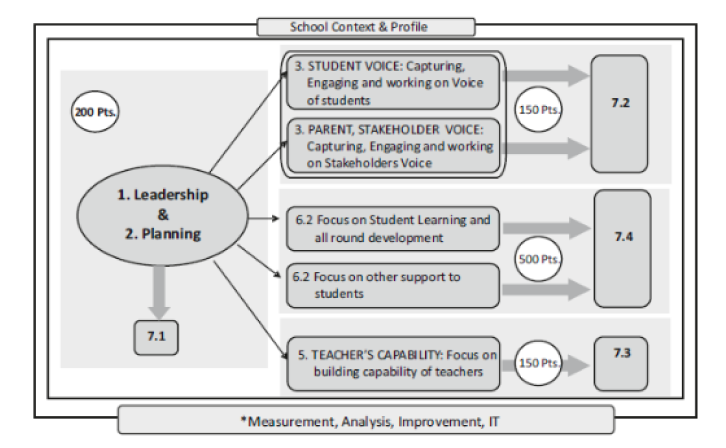 School Context & Profile
200 Pts.
1. Leadership
&
2. Planning
7.1
3. STUDENT VOICE: Capturing,
Engaging and working on Voice
of students
3. PARENT, STAKEHOLDER VOICE:
Capturing, Engaging and working
on Stakeholders Voice
150 Pts.
7.2
6.2 Focus on Student Learning and
all round development
6.2 Focus on other support to
students
500 Pts.
7.4
5. TEACHER'S CAPABILITY: Focus on
building capability of teachers
150 Pts.
7.3
*Measurement, Analysis, Improvement, IT